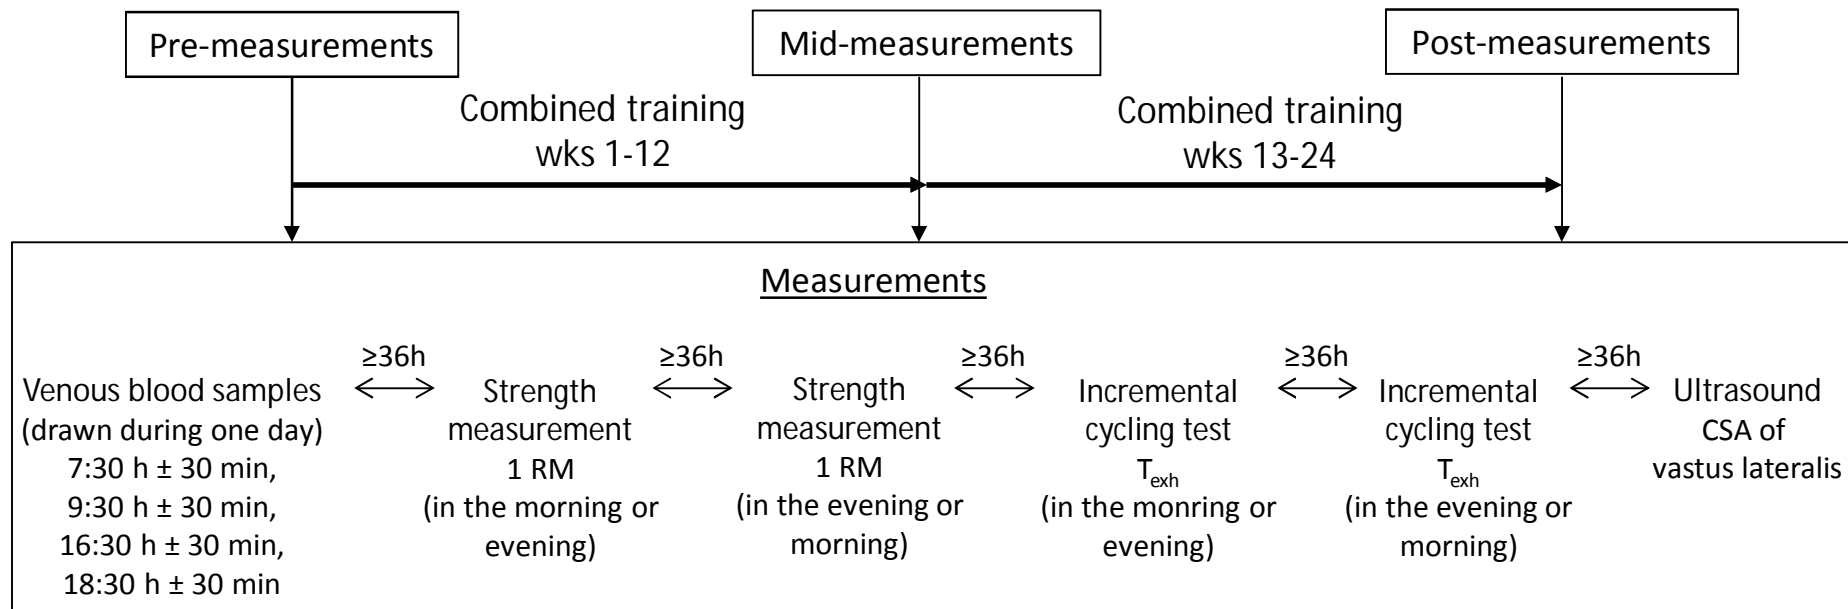 Pre-measurements
Mid-measurements
Post-measurements
Combined training
wks 1-12
Combined training
wks 13-24
Measurements
≥36h
≥36h
≥36h
≥36h
≥36h
Venous blood samples
(drawn during one day)
7:30 h ± 30 min,
9:30 h ± 30 min,
16:30 h ± 30 min,
18:30 h ± 30 min
Strength
measurement
1 RM
(in the morning or
evening)
Strength
measurement
1 RM
(in the evening or
morning)
Incremental
cycling test
Texh
(in the monring or
evening)
Incremental
cycling test
Texh
(in the evening or
morning)
Ultrasound
CSA of
vastus lateralis